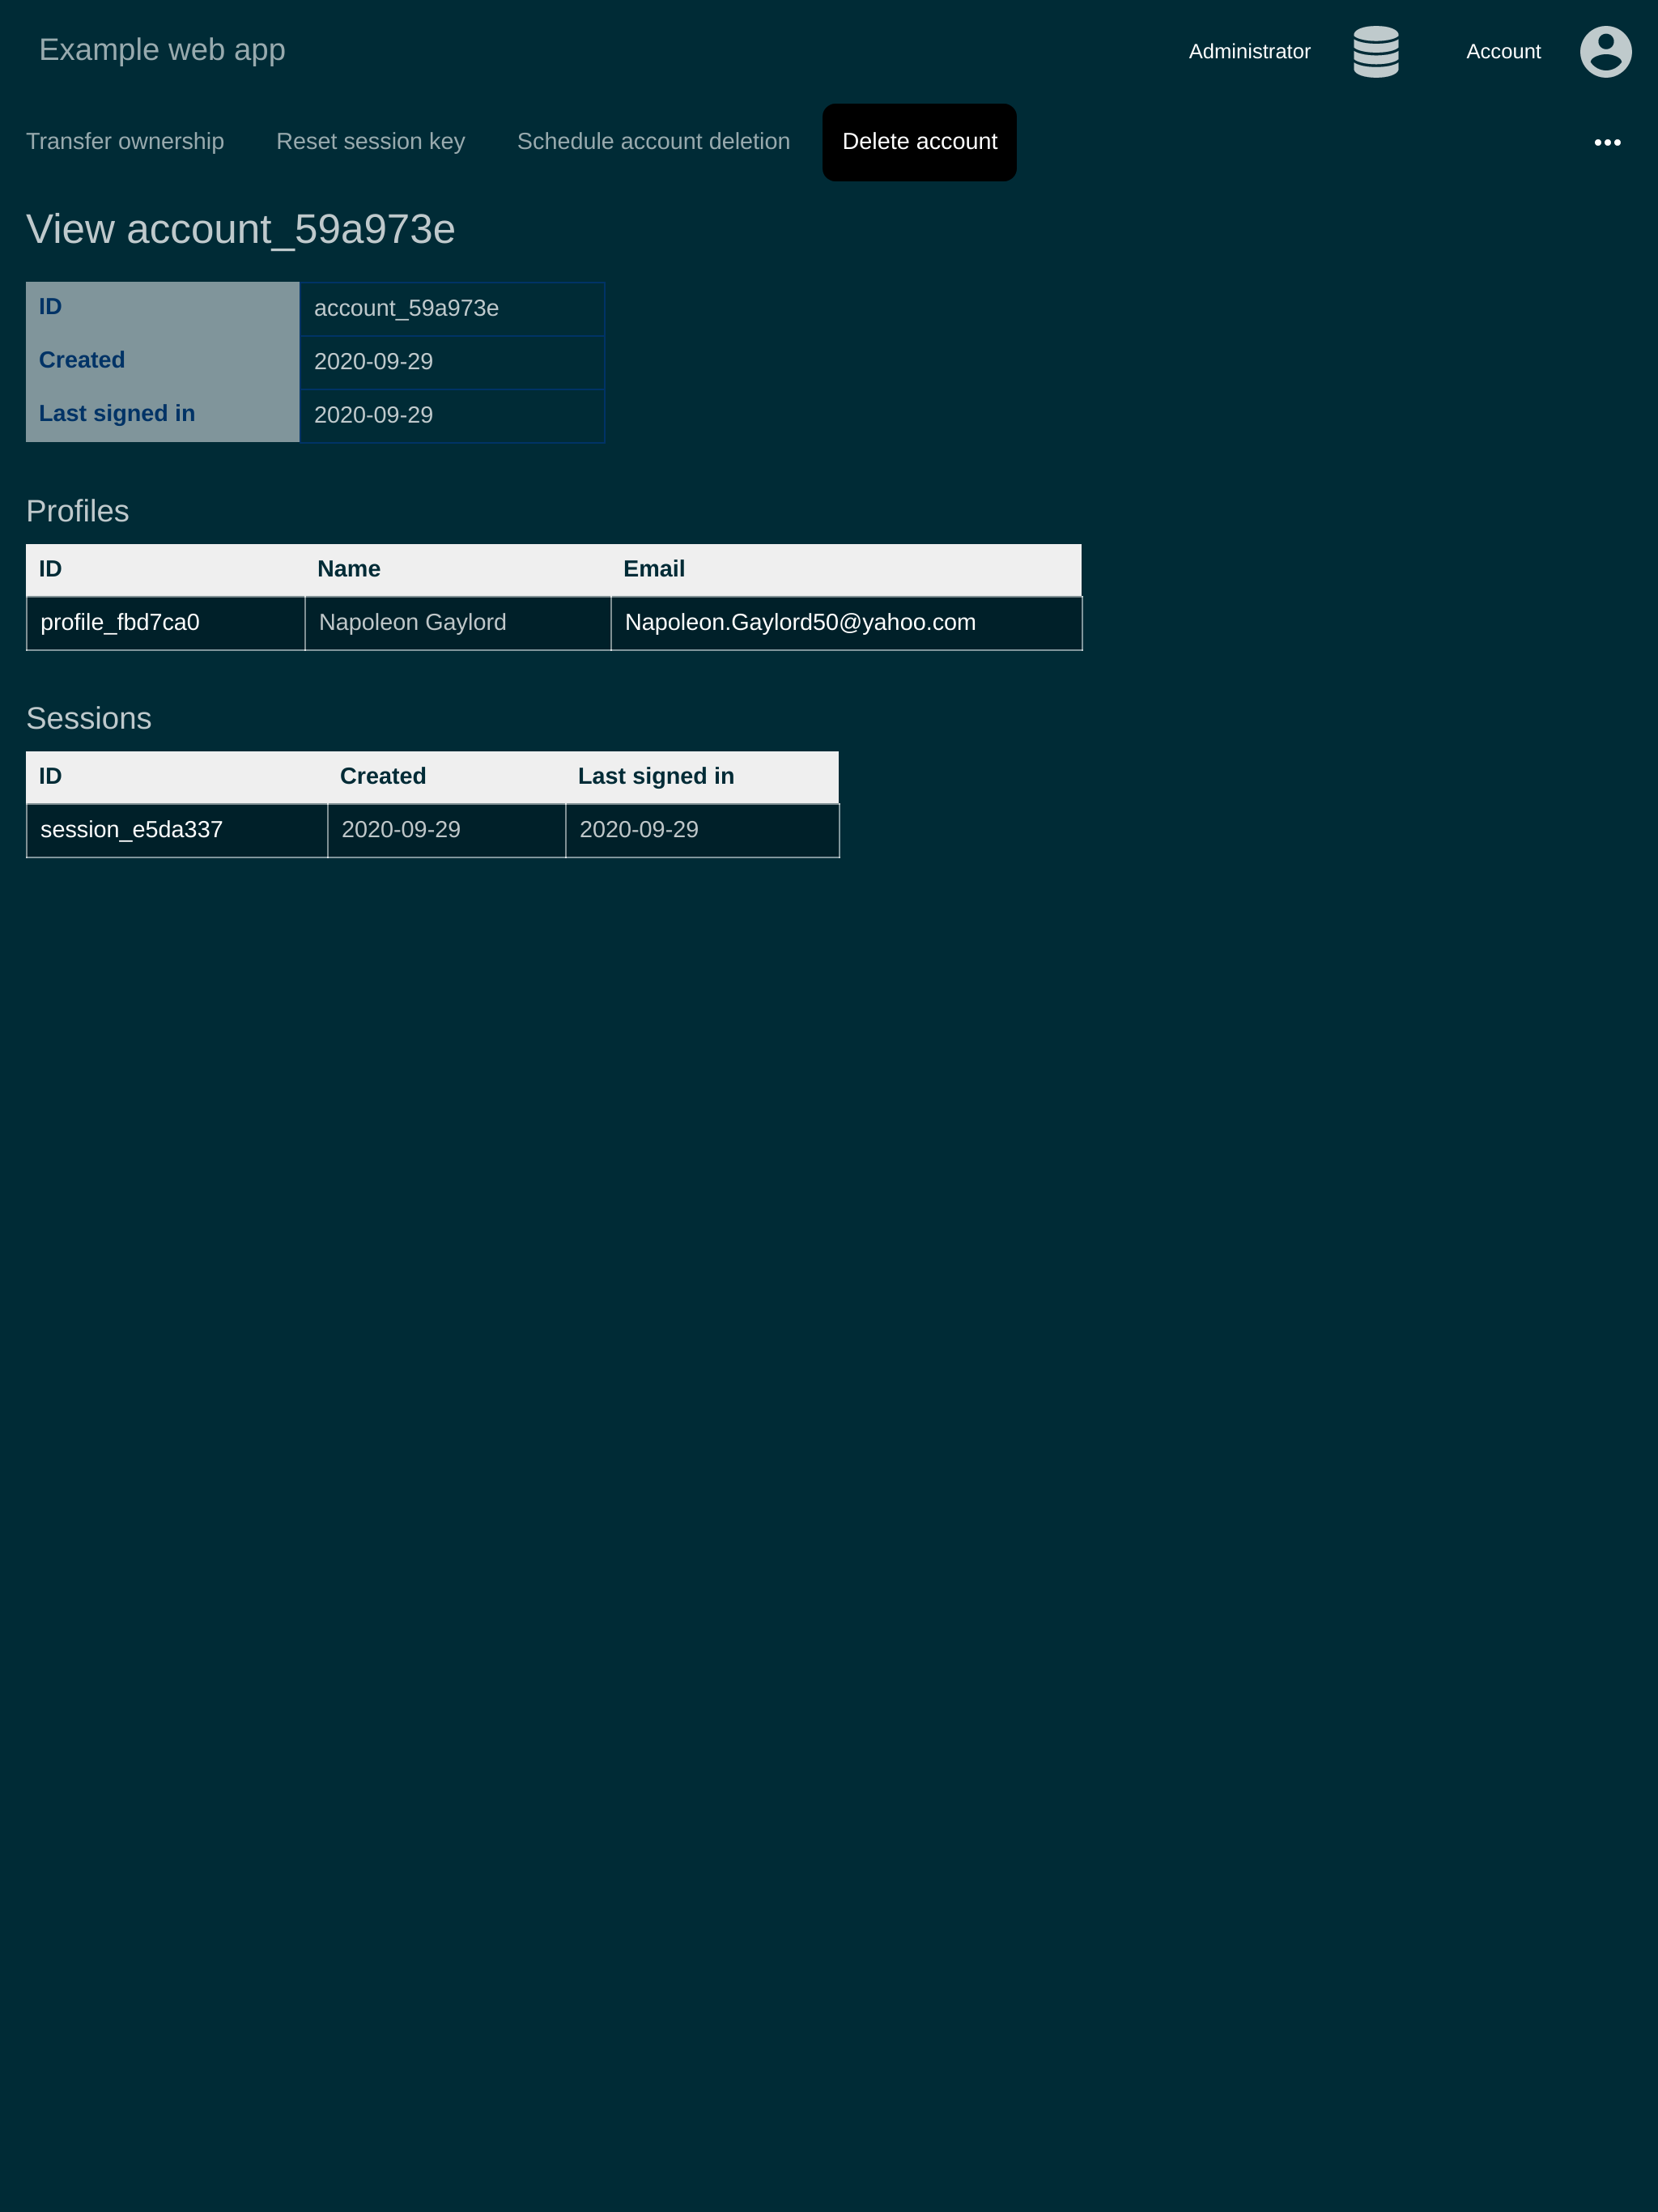 Example web app
Administrator
Account
Transfer ownership
Reset session key
Schedule account deletion
Delete account
View account_59a973e
ID account_59a973e
Created 2020-09-29
Last signed in 2020-09-29
Profiles
ID Name Email
profile_fbd7ca0 Napoleon Gaylord Napoleon.Gaylord50@yahoo.com
Sessions
ID Created Last signed in
session_e5da337 2020-09-29 2020-09-29